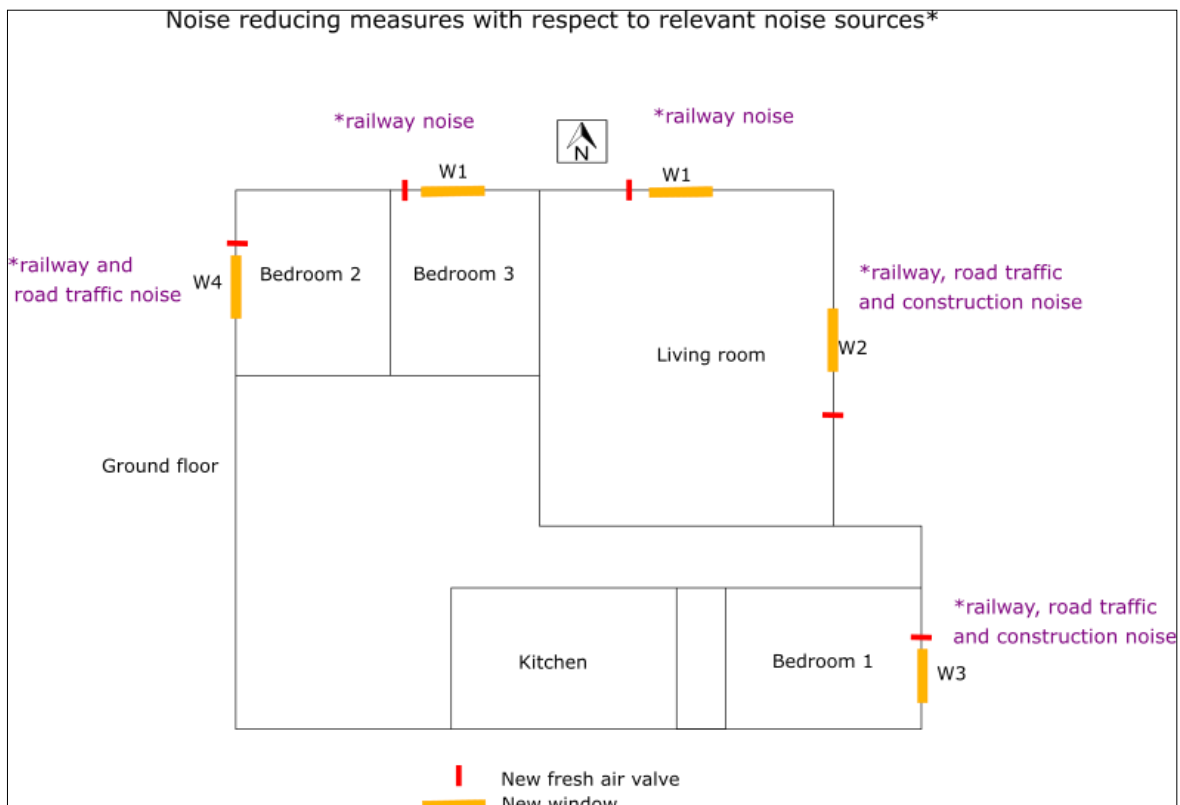 Noise reducing measures with respect to relevant noise sources*
*railway noise
*railway noise
N
W1
W1
*railway and
road traffic noise
W4
Bedroom 2
Bedroom 3
*railway, road traffic
and construction noise
Living room
W2
Ground floor
*railway, road traffic
and construction noise
Kitchen
Bedroom 1
W3
New fresh air valve
New window